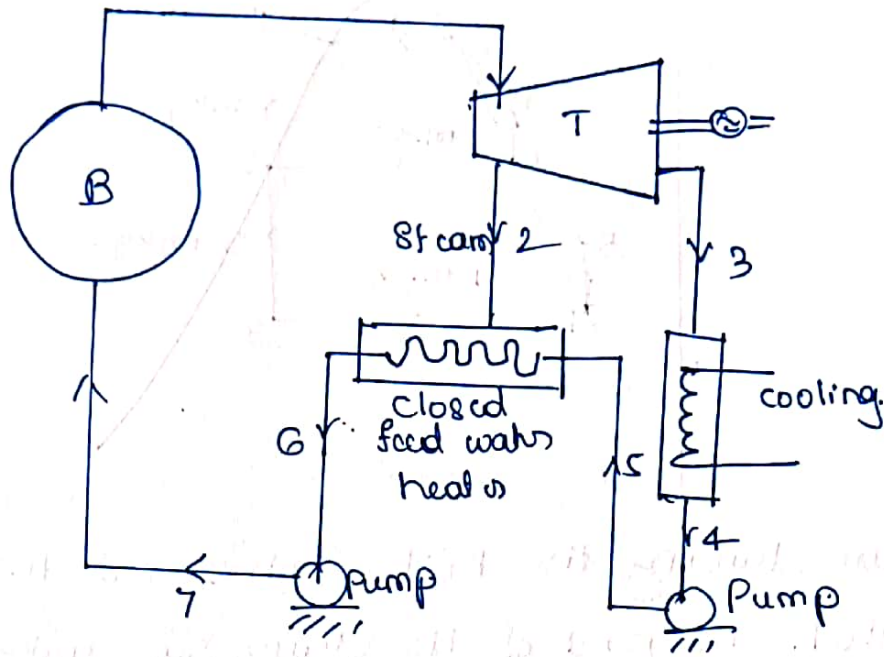 B
T
Steam 2
3
closed
feed water
heater
cooling.
6
5
4
7
Pump
Pump